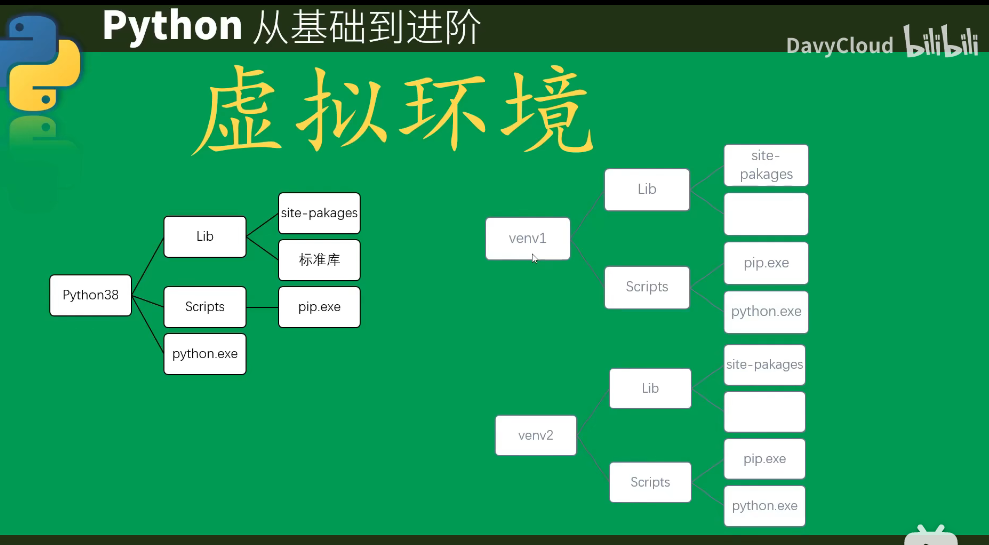 Python 从基础到进阶
DavyCloud bilibili
虚拟环境
Python38
Lib
site-pakages
标准库
Scripts
pip.exe
python.exe
venv1
Lib
site-
pakages
Scripts
pip.exe
python.exe
venv2
Lib
site-pakages
Scripts
pip.exe
python.exe